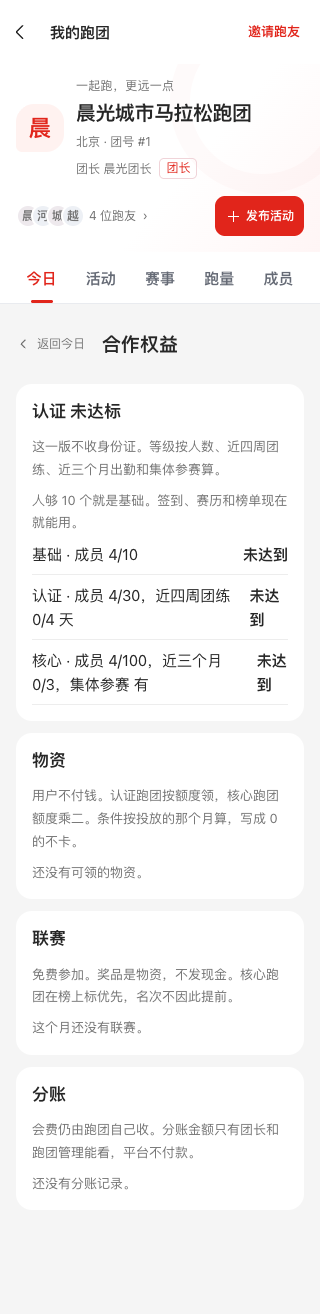 我的跑团
邀请跑友
一起跑，更远一点
晨
晨光城市马拉松跑团
北京 · 团号 #1
团长 晨光团长 团长
晨 河 城 越 4 位跑友 ›
＋ 发布活动
今日 活动 赛事 跑量 成员
返回今日 合作权益
认证 未达标
这一版不收身份证。等级按人数、近四周团
练、近三个月出勤和集体参赛算。
人够 10 个就是基础。签到、赛历和榜单现在
就能用。
基础 · 成员 4/10 未达到
认证 · 成员 4/30，近四周团练 未达
0/4 天 到
核心 · 成员 4/100，近三个月 未达
0/3，集体参赛 有 到
物资
用户不付钱。认证跑团按额度领，核心跑团
额度乘二。条件按投放的那个月算，写成 0
的不卡。
还没有可领的物资。
联赛
免费参加。奖品是物资，不发现金。核心跑
团在榜上标优先，名次不因此提前。
这个月还没有联赛。
分账
会费仍由跑团自己收。分账金额只有团长和
跑团管理能看，平台不付款。
还没有分账记录。